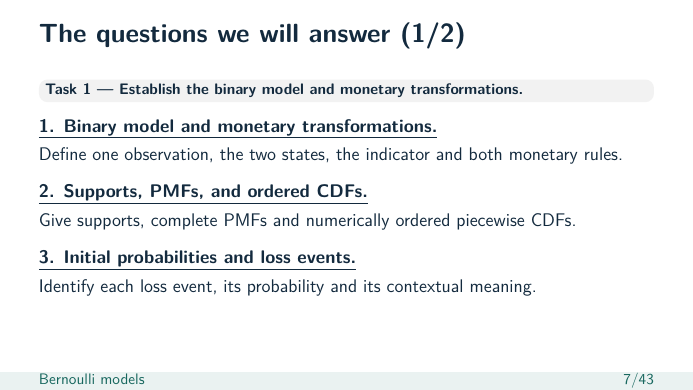 The questions we will answer (1/2)
Task 1 — Establish the binary model and monetary transformations.
1. Binary model and monetary transformations.
Define one observation, the two states, the indicator and both monetary rules.
2. Supports, PMFs, and ordered CDFs.
Give supports, complete PMFs and numerically ordered piecewise CDFs.
3. Initial probabilities and loss events.
Identify each loss event, its probability and its contextual meaning.
Bernoulli models 7/43